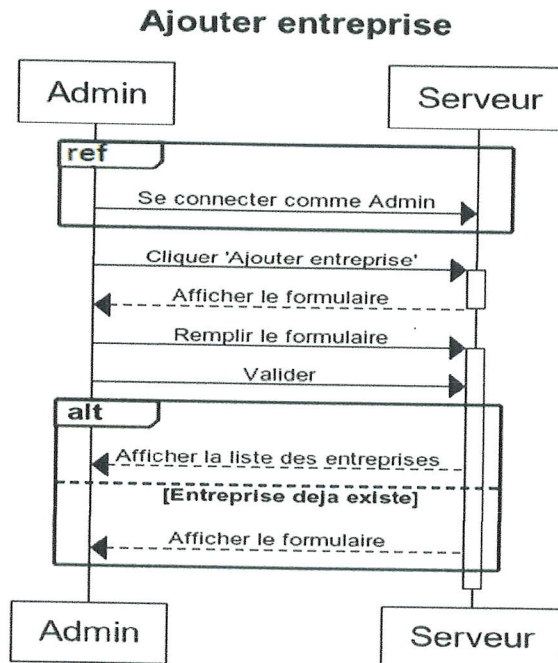 Ajouter entreprise
Admin
Serveur
ref
Se connecter comme Admin
Cliquer 'Ajouter entreprise'
Afficher le formulaire
Remplir le formulaire
Valider
alt
Afficher la liste des entreprises
[Entreprise deja existe]
Afficher le formulaire
Admin
Serveur